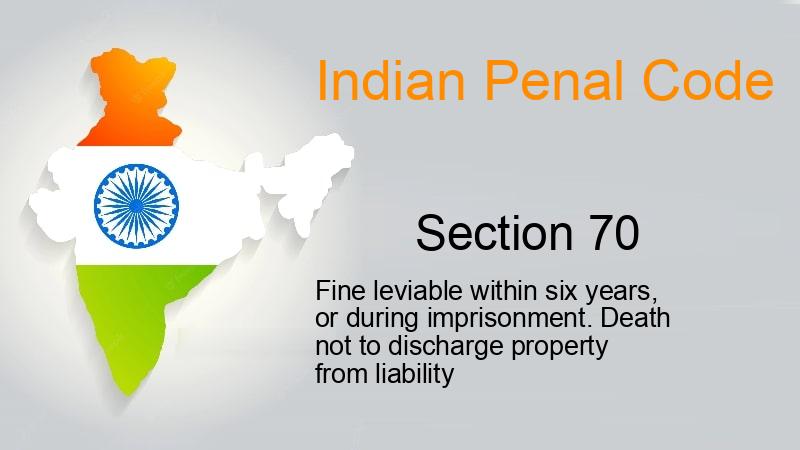 Indian Penal Code
Section 70
Fine leviable within six years,
or during imprisonment. Death
not to discharge property
from liability